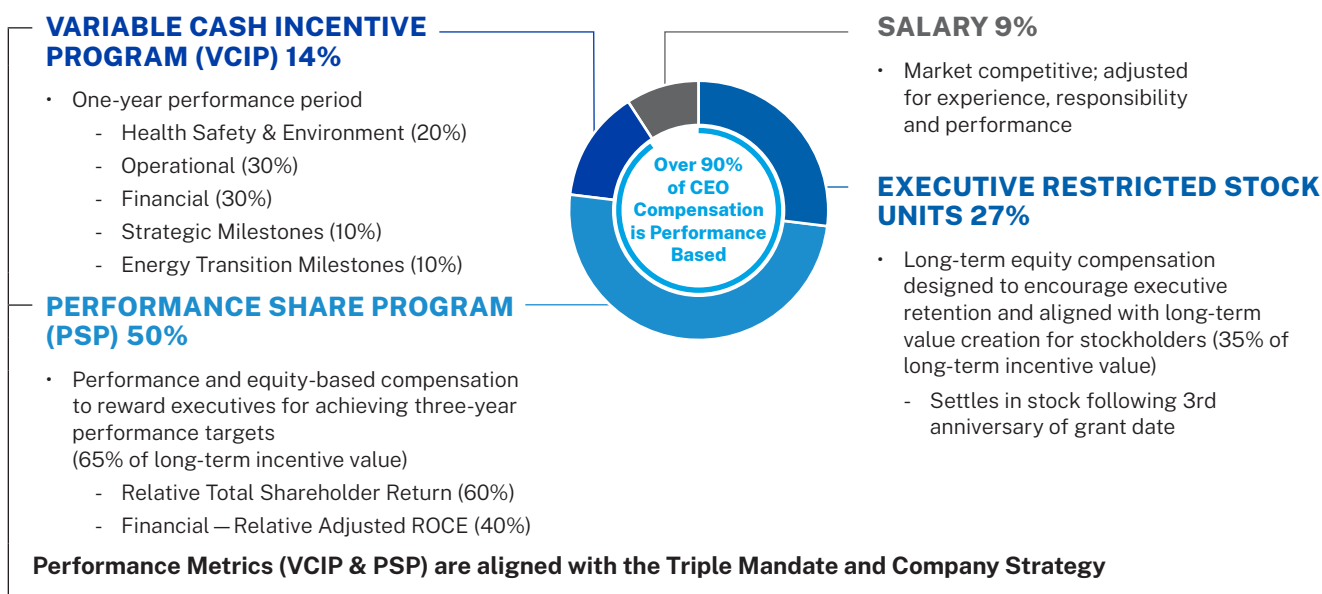 VARIABLE CASH INCENTIVE
PROGRAM (VCIP) 14%
• One-year performance period
- Health Safety & Environment (20%)
- Operational (30%)
- Financial (30%)
- Strategic Milestones (10%)
- Energy Transition Milestones (10%)
PERFORMANCE SHARE PROGRAM
(PSP) 50%
• Performance and equity-based compensation
to reward executives for achieving three-year
performance targets
(65% of long-term incentive value)
- Relative Total Shareholder Return (60%)
- Financial — Relative Adjusted ROCE (40%)
Over 90%
of CEO
Compensation
is Performance
Based
SALARY 9%
• Market competitive; adjusted
for experience, responsibility
and performance
EXECUTIVE RESTRICTED STOCK
UNITS 27%
• Long-term equity compensation
designed to encourage executive
retention and aligned with long-term
value creation for stockholders (35% of
long-term incentive value)
- Settles in stock following 3rd
anniversary of grant date
Performance Metrics (VCIP & PSP) are aligned with the Triple Mandate and Company Strategy